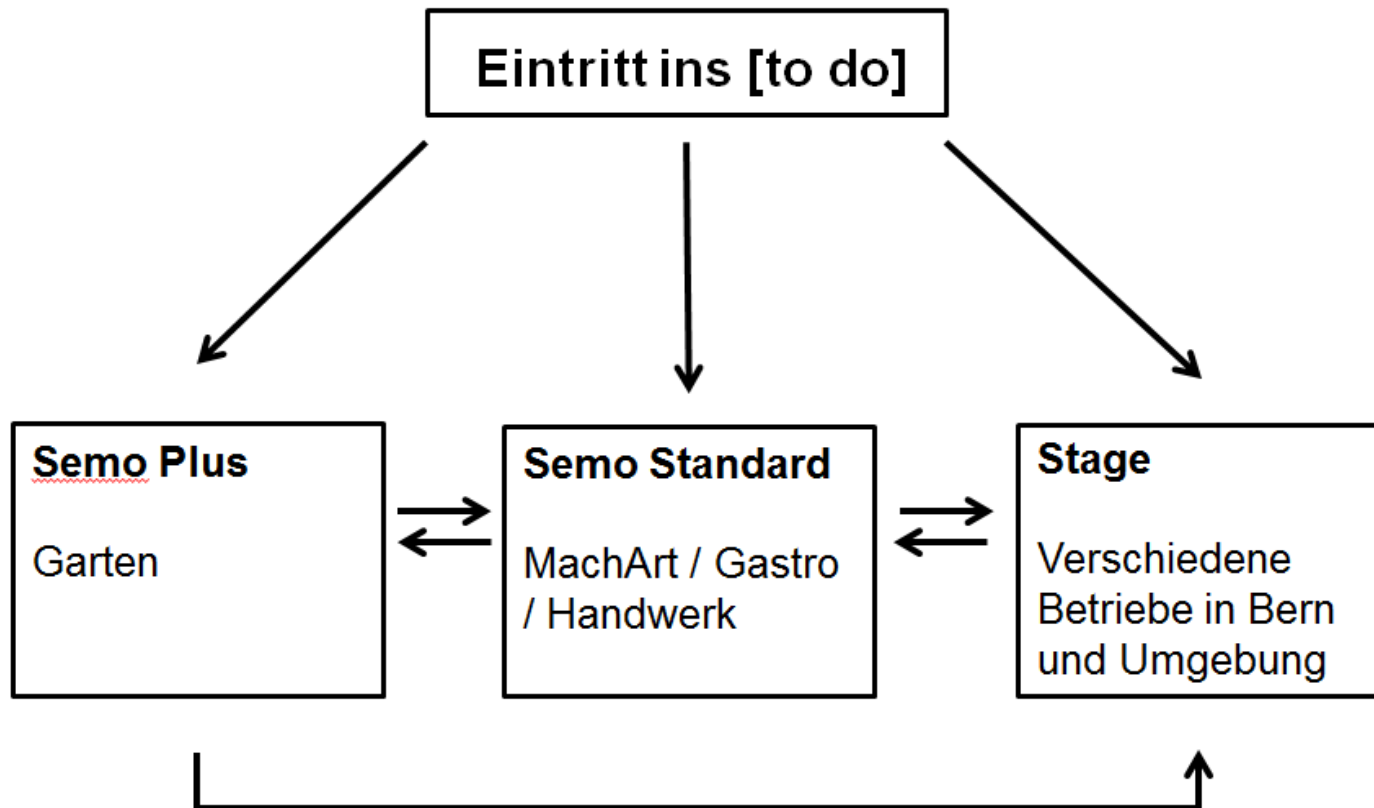 Eintritt ins [to do]
Semo Plus
Garten
Semo Standard
MachArt / Gastro
/ Handwerk
Stage
Verschiedene
Betriebe in Bern
und Umgebung